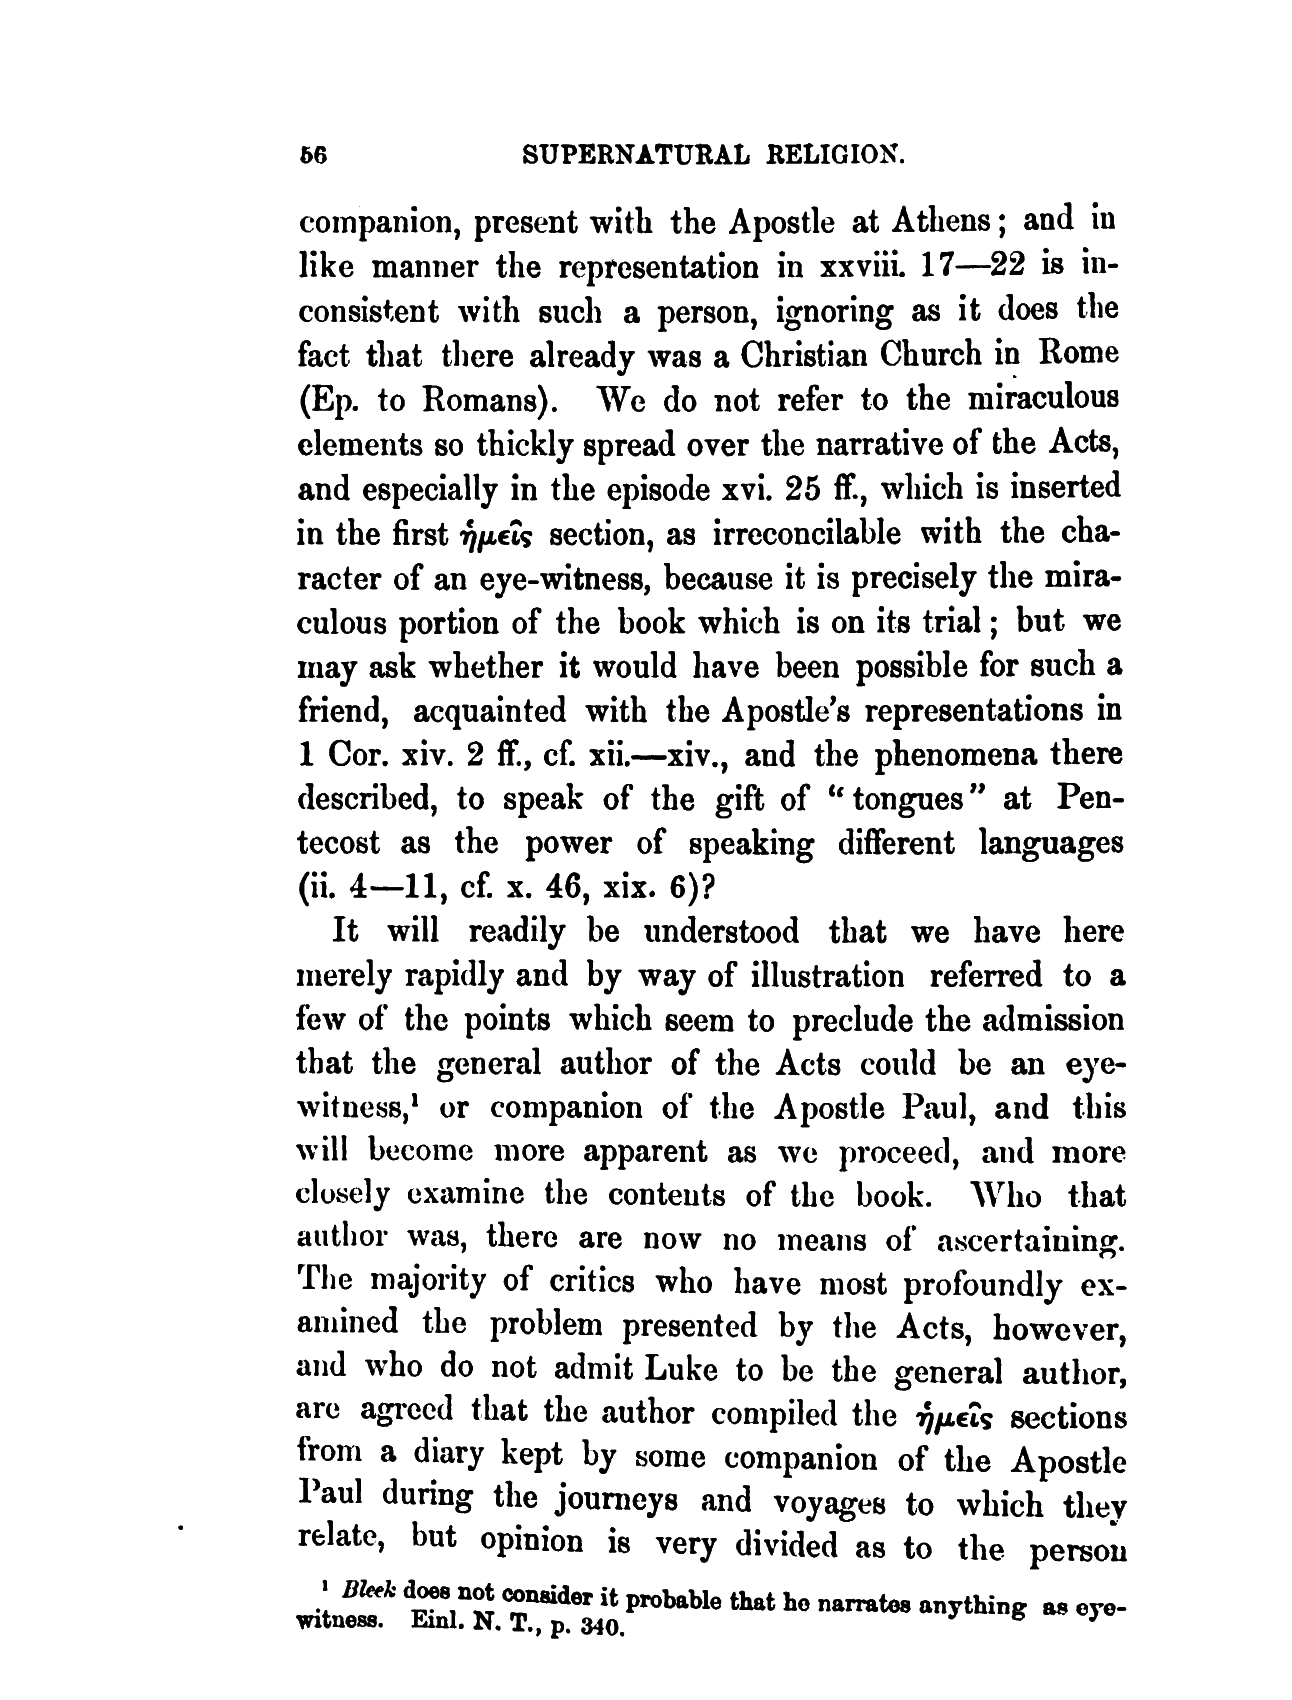 56 SUPERNATURAL RELIGION.
companion, present with the Apostle at Athens; and in
like manner the representation in xxviii. 17—22 is in-
consistent with such a person, ignoring as it does the
fact that there already was a Christian Church in Rome
(Ep. to Romans). We do not refer to the miraculous
elements so thickly spread over the narrative of the Acts,
and especially in the episode xvi. 25 ff., which is inserted
in the first ἡμεῖς section, as irreconcilable with the cha-
racter of an eye-witness, because it is precisely the mira-
culous portion of the book which is on its trial; but we
may ask whether it would have been possible for such a
friend, acquainted with the Apostle's representations in
1 Cor. xiv. 2 ff., cf. xii.—xiv., and the phenomena there
described, to speak of the gift of "tongues" at Pen-
tecost as the power of speaking different languages
(ii. 4—11, cf. x. 46, xix. 6)?
It will readily be understood that we have here
merely rapidly and by way of illustration referred to a
few of the points which seem to preclude the admission
that the general author of the Acts could be an eye-
witness,¹ or companion of the Apostle Paul, and this
will become more apparent as we proceed, and more
closely examine the contents of the book. Who that
author was, there are now no means of ascertaining.
The majority of critics who have most profoundly ex-
amined the problem presented by the Acts, however,
and who do not admit Luke to be the general author,
are agreed that the author compiled the ἡμεῖς sections
from a diary kept by some companion of the Apostle
Paul during the journeys and voyages to which they
relate, but opinion is very divided as to the person
¹ Bleek does not consider it probable that he narrates anything as eye-
witness. Einl. N. T., p. 340.